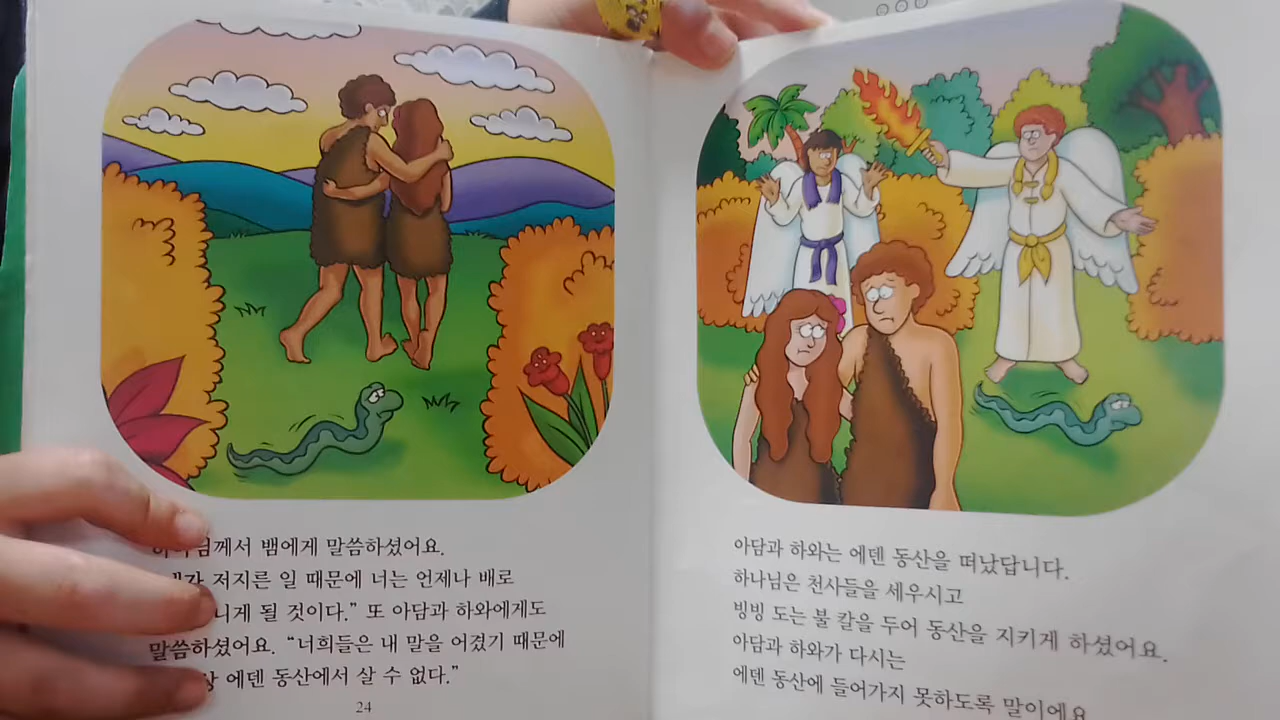 께서 뱀에게 말씀하셨어요.
저지른 일 때문에 너는 언제나 배로
니게 될 것이다.” 또 아담과 하와에게도
말씀하셨어요. “너희들은 내 말을 어겼기 때문에
에덴 동산에서 살 수 없다.”
24
아담과 하와는 에덴 동산을 떠났답니다.
하나님은 천사들을 세우시고
빙빙 도는 불 칼을 두어 동산을 지키게 하셨어요.
아담과 하와가 다시는
에덴 동산에 들어가지 못하도록 말이에요